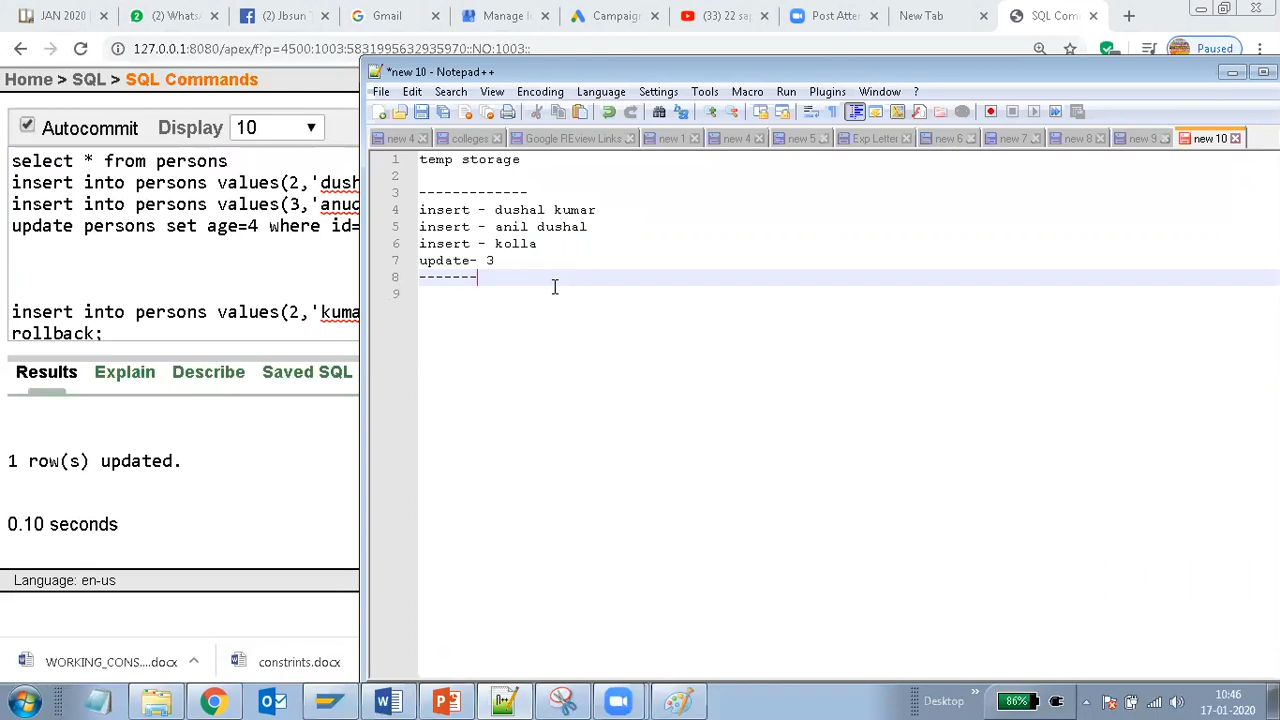 JAN 2020
(2) Whats
(2) Jbsun
Gmail
Manage
Campaig
(33) 22 sa
Post Atter
New Tab
SQL Com
127.0.0.1:8080/apex/f?p=4500:1003:5831995632935970::NO:1003::
Paused
Home > SQL > SQL Commands
Autocommit Display 10
select * from persons
insert into persons values(2,'dush
insert into persons values(3,'anuc
update persons set age=4 where id=
insert into persons values(2,'kuma
rollback;
Results Explain Describe Saved SQL
1 row(s) updated.
0.10 seconds
Language: en-us
WORKING_CONS....docx
constrints.docx
*new 10 - Notepad++
File Edit Search View Encoding Language Settings Tools Macro Run Plugins Window ?
new 4 colleges Google REview Links new 1 new 4 new 5 Exp Letter new 6 new 7 new 8 new 9 new 10
1 temp storage
2
3 -------------
4 insert - dushal kumar
5 insert - anil dushal
6 insert - kolla
7 update- 3
8 -------
9
Desktop
86%
10:46
17-01-2020